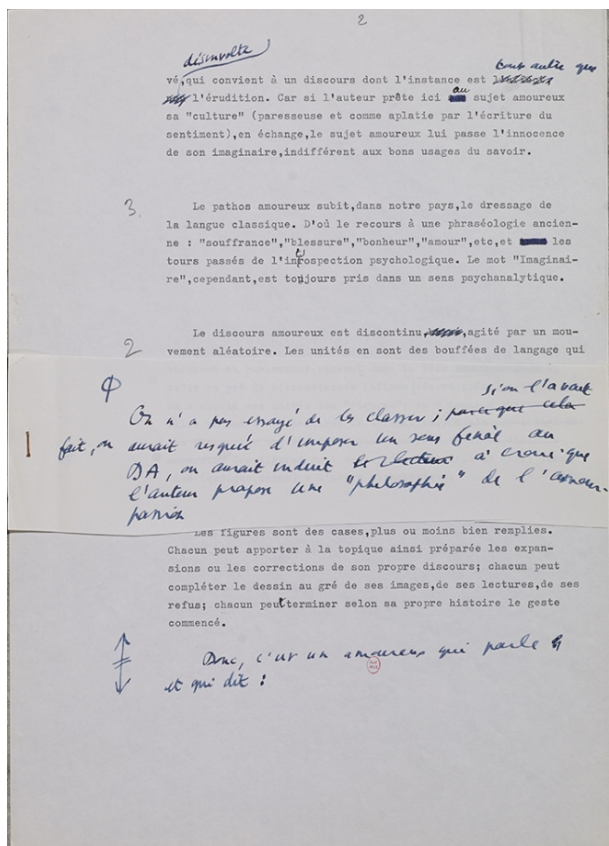 2
désinvolte
tout autre que
vé,qui convient à un discours dont l'instance est
l'érudition. Car si l'auteur prête ici au sujet amoureux
sa "culture" (paresseuse et comme aplatie par l'écriture du
sentiment),en échange,le sujet amoureux lui passe l'innocence
de son imaginaire,indifférent aux bons usages du savoir.
3.
Le pathos amoureux subit,dans notre pays,le dressage de
la langue classique. D'où le recours à une phraséologie ancien-
ne : "souffrance","blessure","bonheur","amour",etc,et les
tours passés de l'introspection psychologique. Le mot "Imaginai-
re",cependant,est toujours pris dans un sens psychanalytique.
2
Le discours amoureux est discontinu, ,agité par un mou-
vement aléatoire. Les unités en sont des bouffées de langage qui
φ
si on l'avait
On n'a pas essayé de les classer ; parce que cela
fait, on aurait risqué d'imposer un sens final au
DA, on aurait induit le lecteur à croire que
l'auteur propose une "philosophie" de l'amour-
passion
Les figures sont des cases,plus ou moins bien remplies.
Chacun peut apporter à la topique ainsi préparée les expan-
sions ou les corrections de son propre discours; chacun peut
compléter le dessin au gré de ses images,de ses lectures,de ses
refus; chacun peut terminer selon sa propre histoire le geste
commencé.
Donc, c'est un amoureux qui parle
et qui dit :